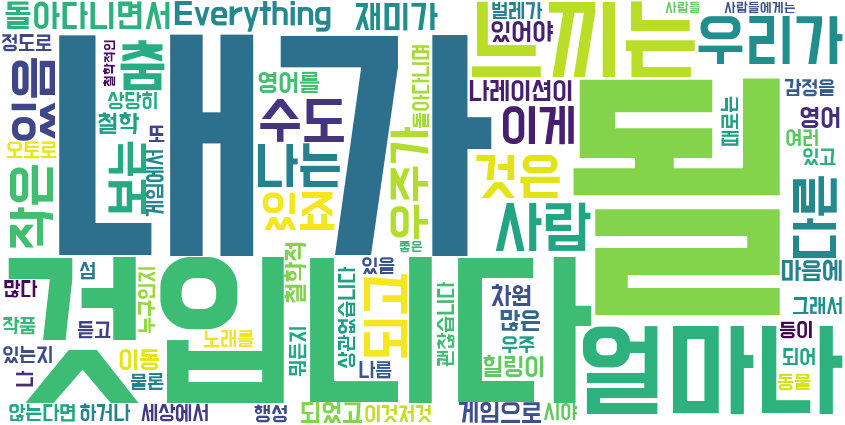 돌아다니면서 Everything 재미가 벌레가 사람들 사람들에게는
정도로 철학적인 춤 있어야 느끼는 우리가
있음 내가 영어를 돌아다니며 나레이션이 감정을
상당히 수도 이게 돌 때로는 영어
오토로 철학 또 여러
작은 보는 게임에서 나는 우주가 것은 있고
있죠 사람 다른
좋은
많다 섬 누구인지 철학적 있을 마음에
것입니다 상관없습니다 되고 괜찮습니다 차원 그래서
작품 듣고 노래를 뭐든지 많은 얼마나 등이
있는지 이동 우주 되어
나 물론 나름 힐링이 동물
않는다면 하거나 세상에서 행성 되었고 이것저것 게임으로 시야